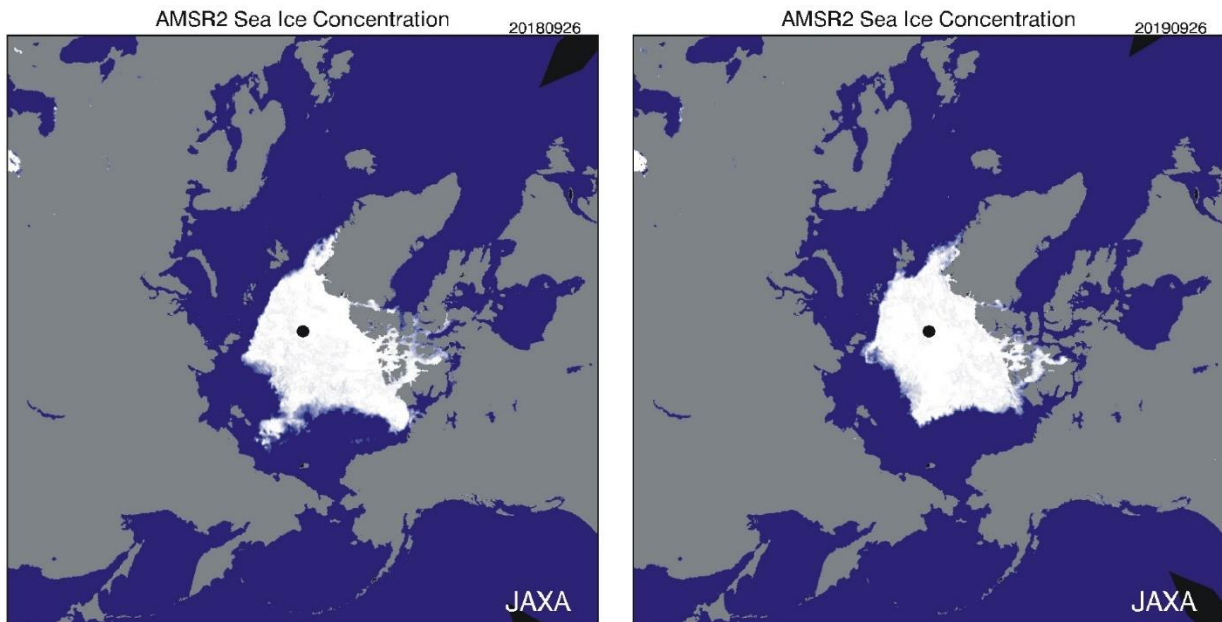 AMSR2 Sea Ice Concentration
20180926
JAXA
AMSR2 Sea Ice Concentration
20190926
JAXA